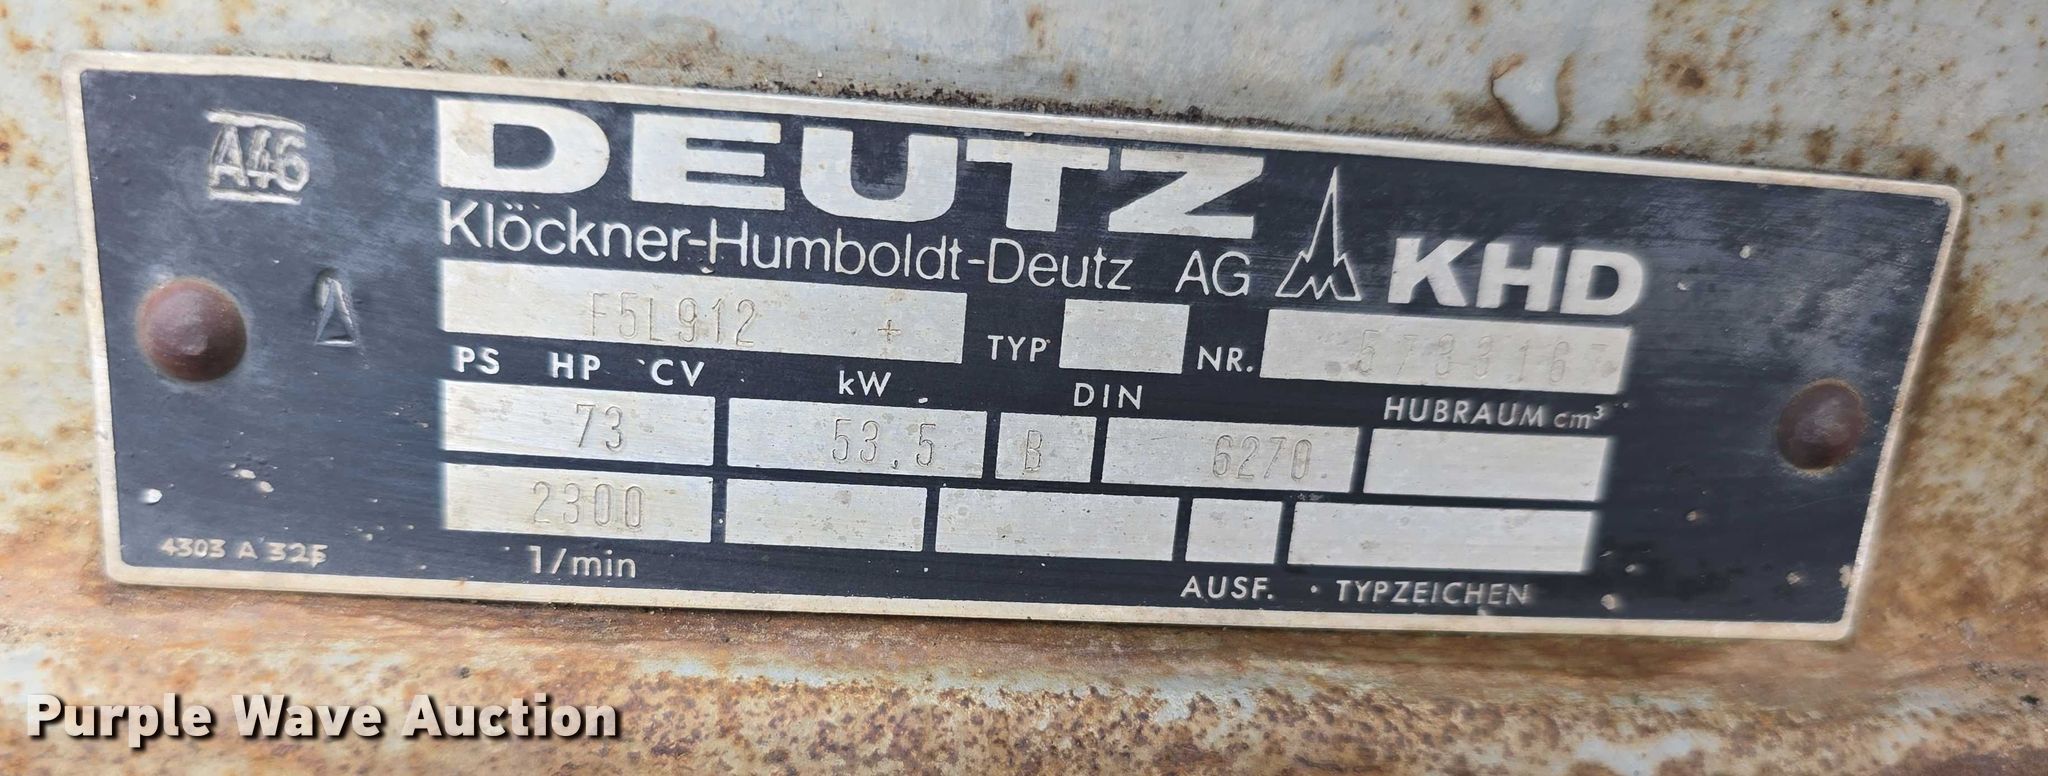 A46
DEUTZ
Klöckner-Humboldt-Deutz AG KHD
F5L912 + TYP NR.
PS HP CV kW DIN HUBRAUM cm³
73 53,5 B 6270
2300
4303 A 32F 1/min AUSF. · TYPZEICHEN
Purple Wave Auction